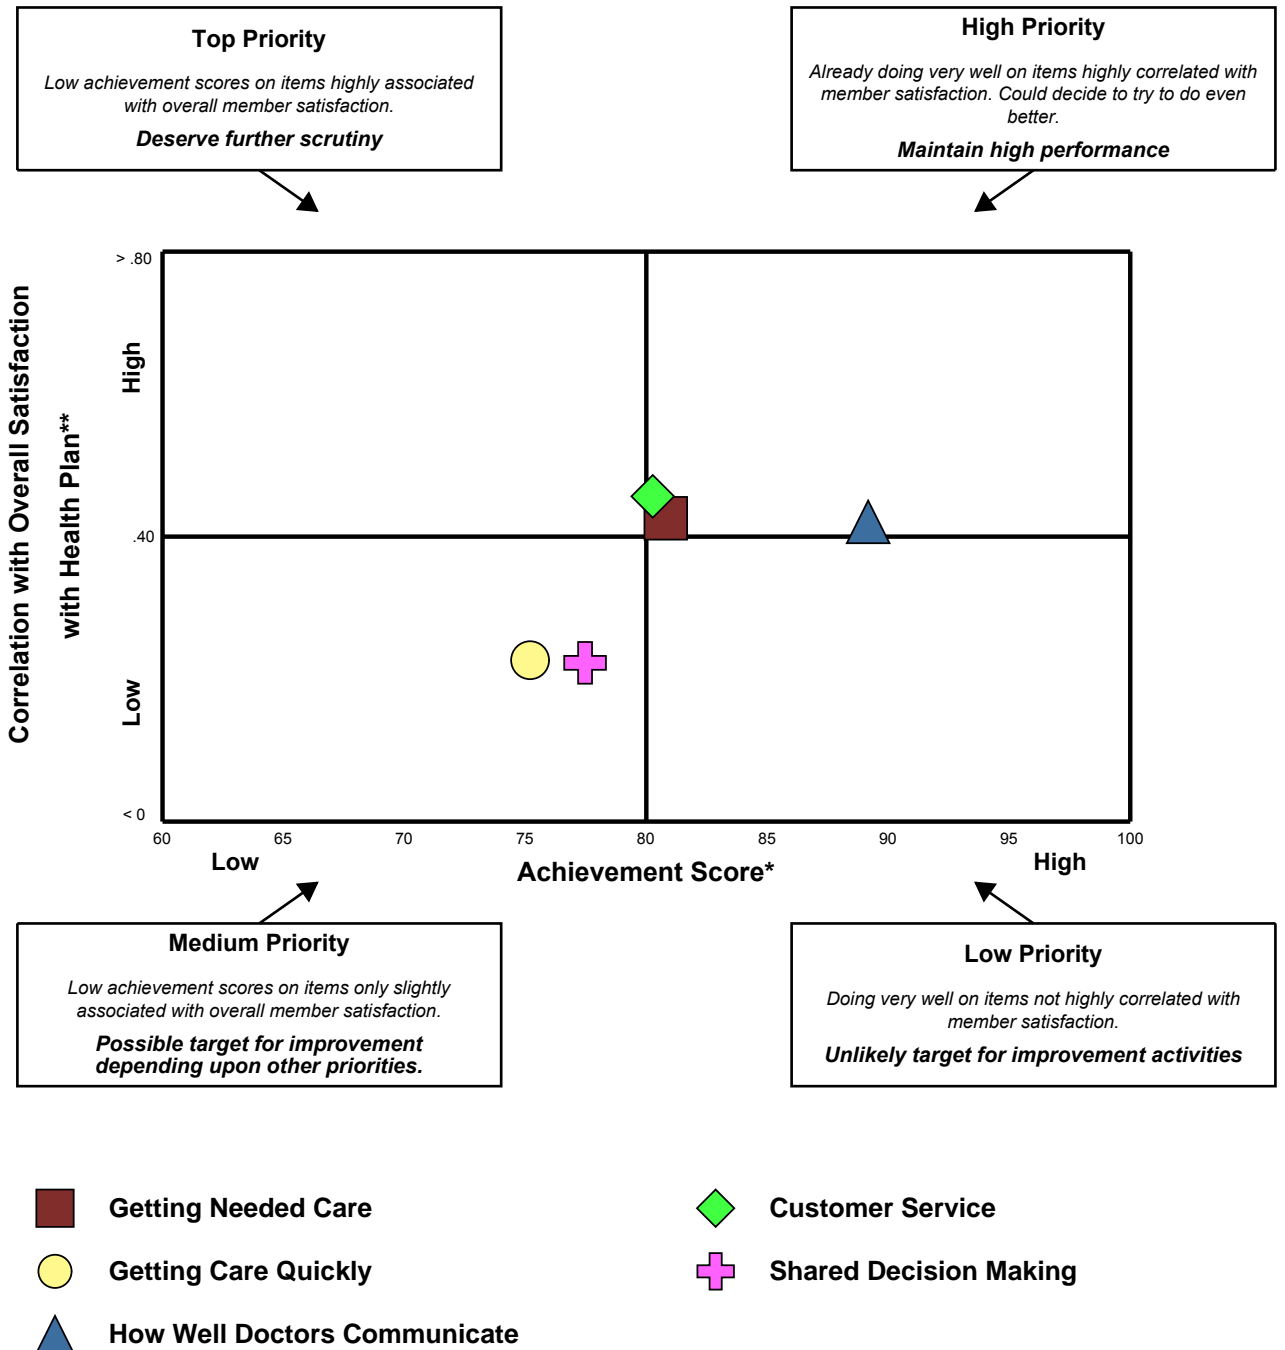 Top Priority
Low achievement scores on items highly associated
with overall member satisfaction.
Deserve further scrutiny
High Priority
Already doing very well on items highly correlated with
member satisfaction. Could decide to try to do even
better.
Maintain high performance
Correlation with Overall Satisfaction
with Health Plan**
> .80
High
.40
Low
< 0
60 65 70 75 80 85 90 95 100
Low
Achievement Score*
High
Medium Priority
Low achievement scores on items only slightly
associated with overall member satisfaction.
Possible target for improvement
depending upon other priorities.
Low Priority
Doing very well on items not highly correlated with
member satisfaction.
Unlikely target for improvement activities
Getting Needed Care
Customer Service
Getting Care Quickly
Shared Decision Making
How Well Doctors Communicate